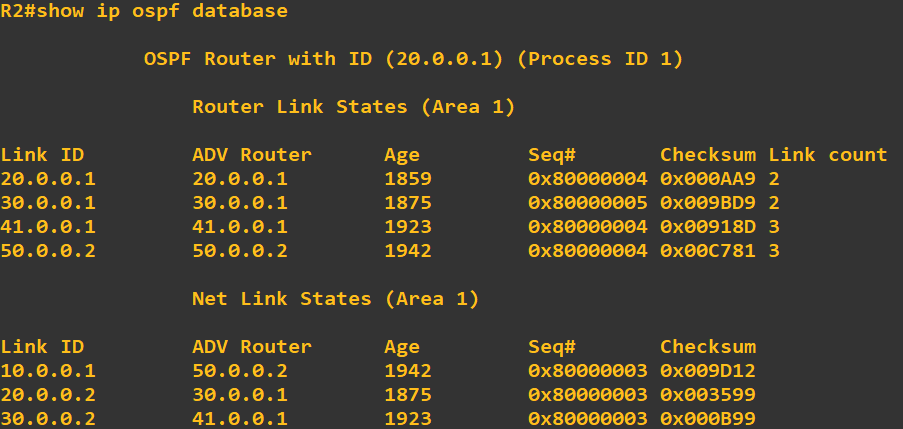 R2#show ip ospf database
OSPF Router with ID (20.0.0.1) (Process ID 1)
Router Link States (Area 1)
Link ID ADV Router Age Seq# Checksum Link count
20.0.0.1 20.0.0.1 1859 0x80000004 0x000AA9 2
30.0.0.1 30.0.0.1 1875 0x80000005 0x009BD9 2
41.0.0.1 41.0.0.1 1923 0x80000004 0x00918D 3
50.0.0.2 50.0.0.2 1942 0x80000004 0x00C781 3
Net Link States (Area 1)
Link ID ADV Router Age Seq# Checksum
10.0.0.1 50.0.0.2 1942 0x80000003 0x009D12
20.0.0.2 30.0.0.1 1875 0x80000003 0x003599
30.0.0.2 41.0.0.1 1923 0x80000003 0x000B99